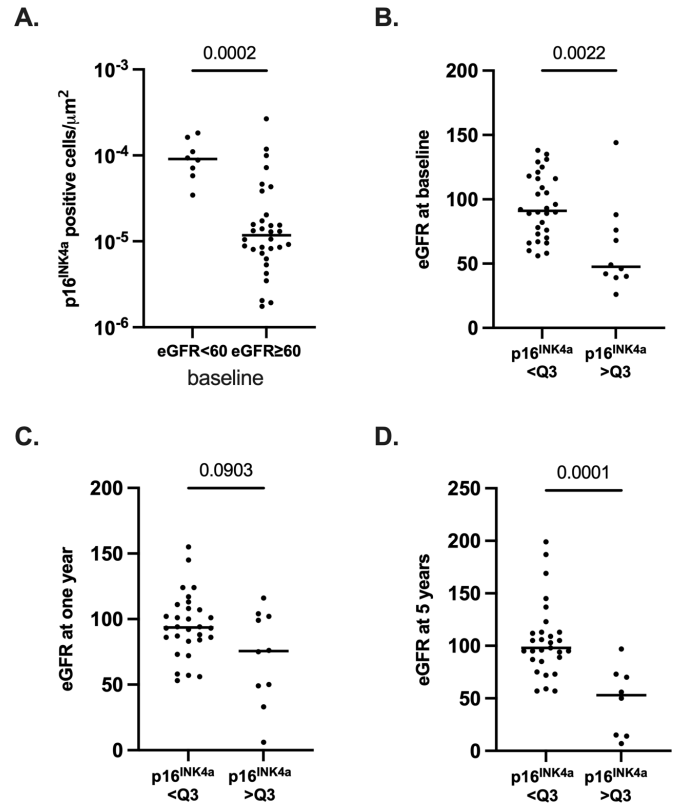 A.
0.0002
p16^INK4a positive cells/μm²
10⁻³
10⁻⁴
10⁻⁵
10⁻⁶
eGFR<60 eGFR≥60
baseline
B.
0.0022
eGFR at baseline
200
150
100
50
0
p16^INK4a p16^INK4a
<Q3 >Q3
C.
0.0903
eGFR at one year
200
150
100
50
0
p16^INK4a p16^INK4a
<Q3 >Q3
D.
0.0001
eGFR at 5 years
250
200
150
100
50
0
p16^INK4a p16^INK4a
<Q3 >Q3